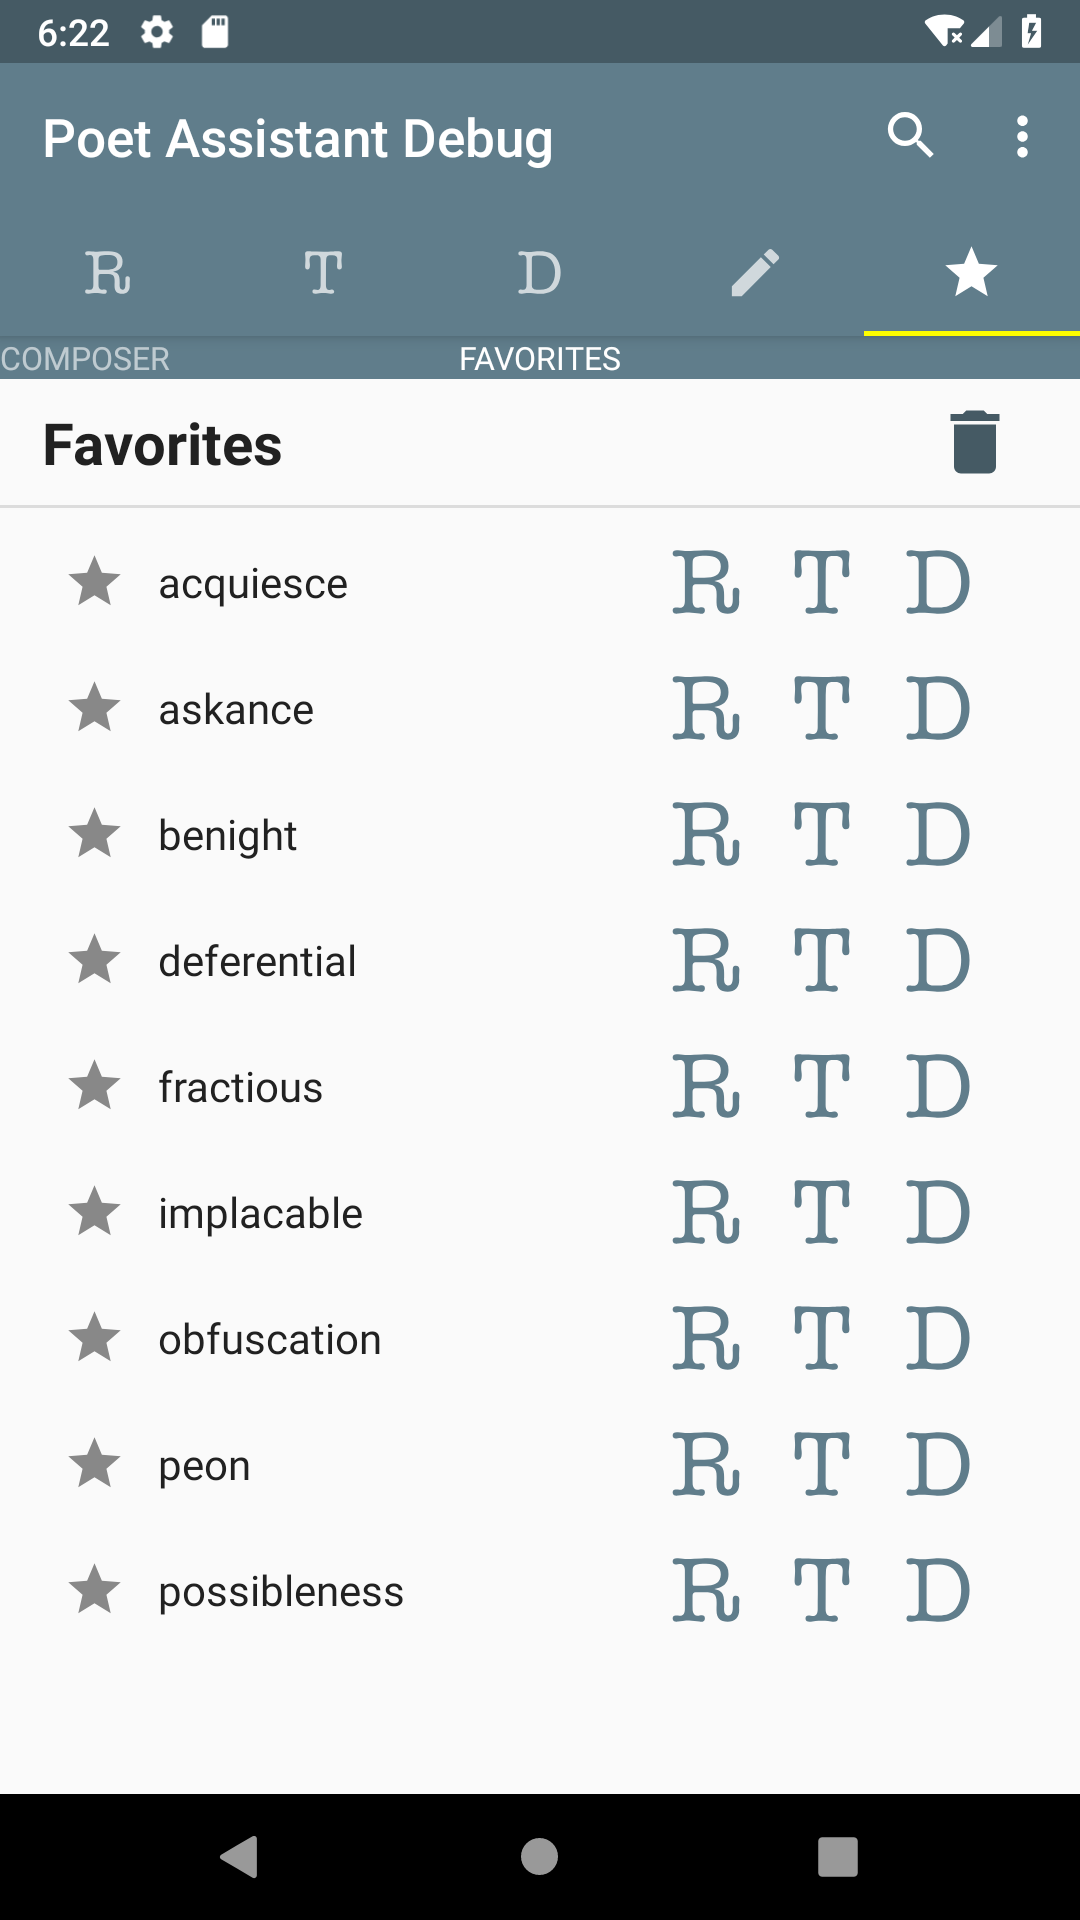 6:22
Poet Assistant Debug
R T D
COMPOSER FAVORITES
Favorites
acquiesce R T D
askance R T D
benight R T D
deferential R T D
fractious R T D
implacable R T D
obfuscation R T D
peon R T D
possibleness R T D